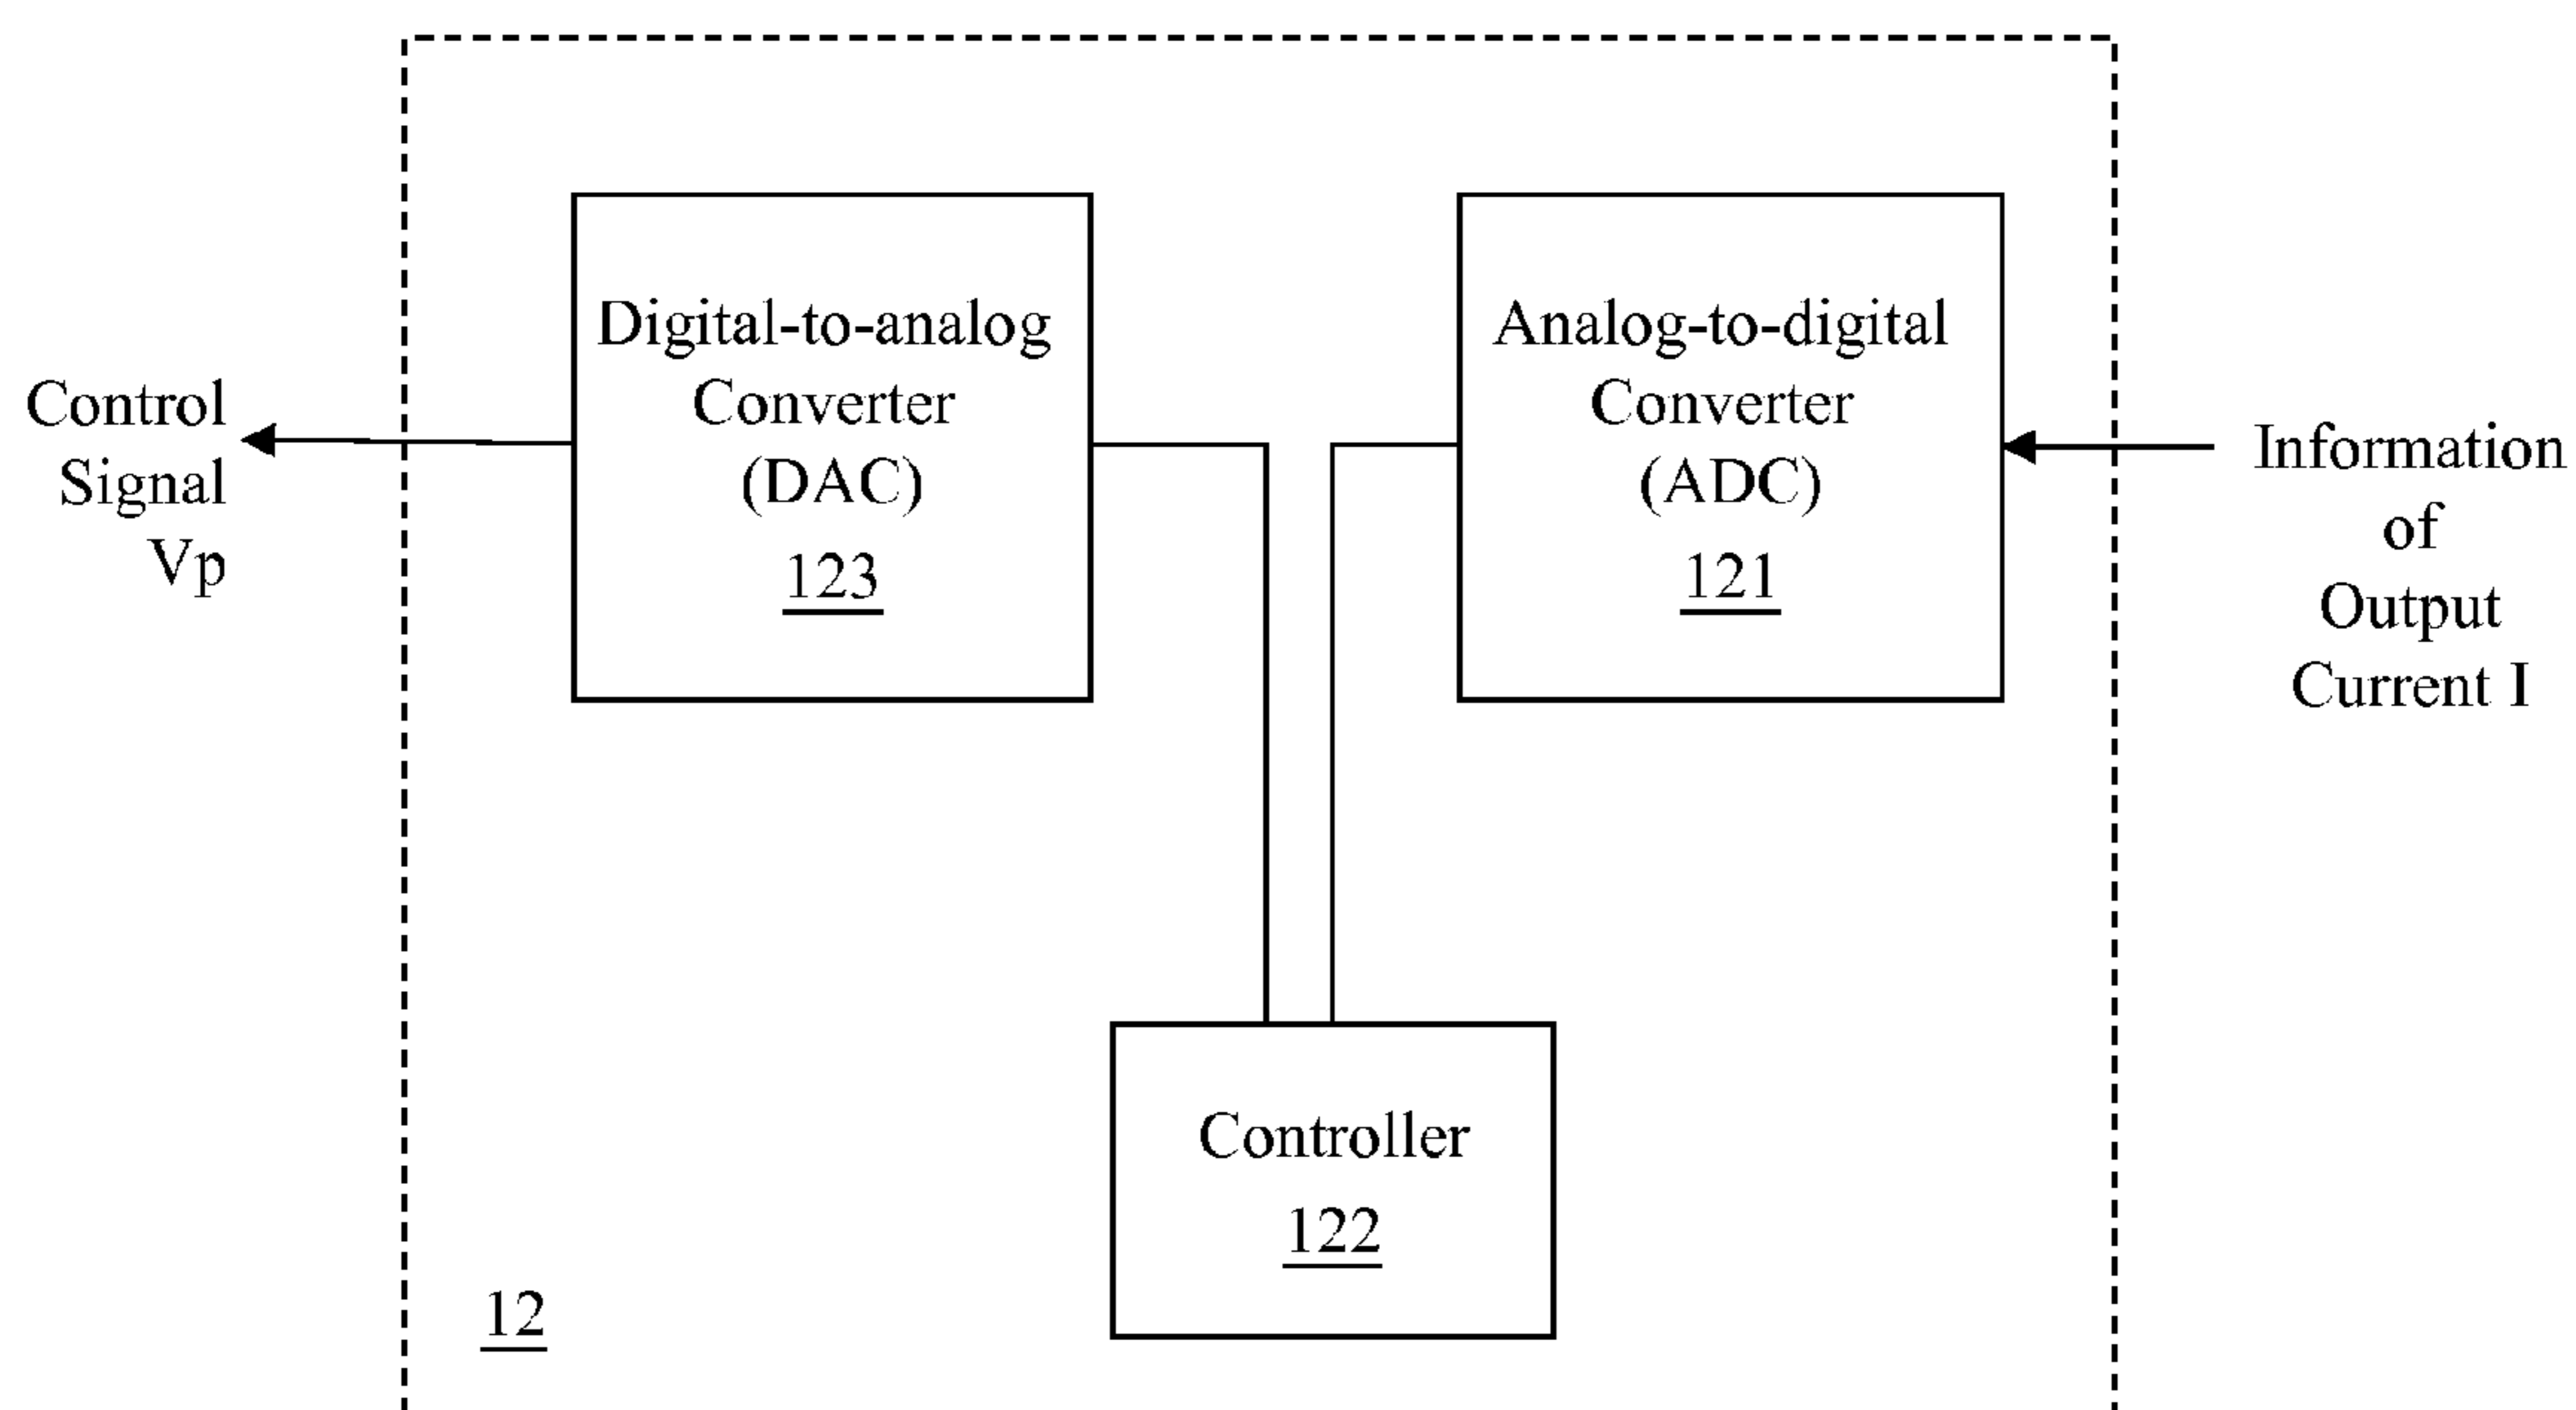 Digital-to-analog
Converter
(DAC)
123
Analog-to-digital
Converter
(ADC)
121
Control
Signal
Vp
Information
of
Output
Current I
Controller
122
12